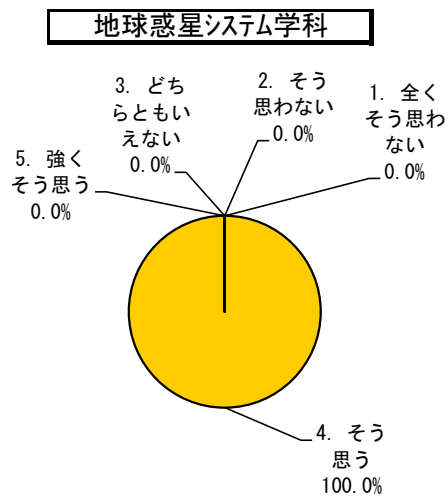 地球惑星システム学科
3. どち
らともい
えない
0.0%
2. そう
思わない
0.0%
1. 全く
そう思わ
ない
0.0%
5. 強く
そう思う
0.0%
4. そう
思う
100.0%